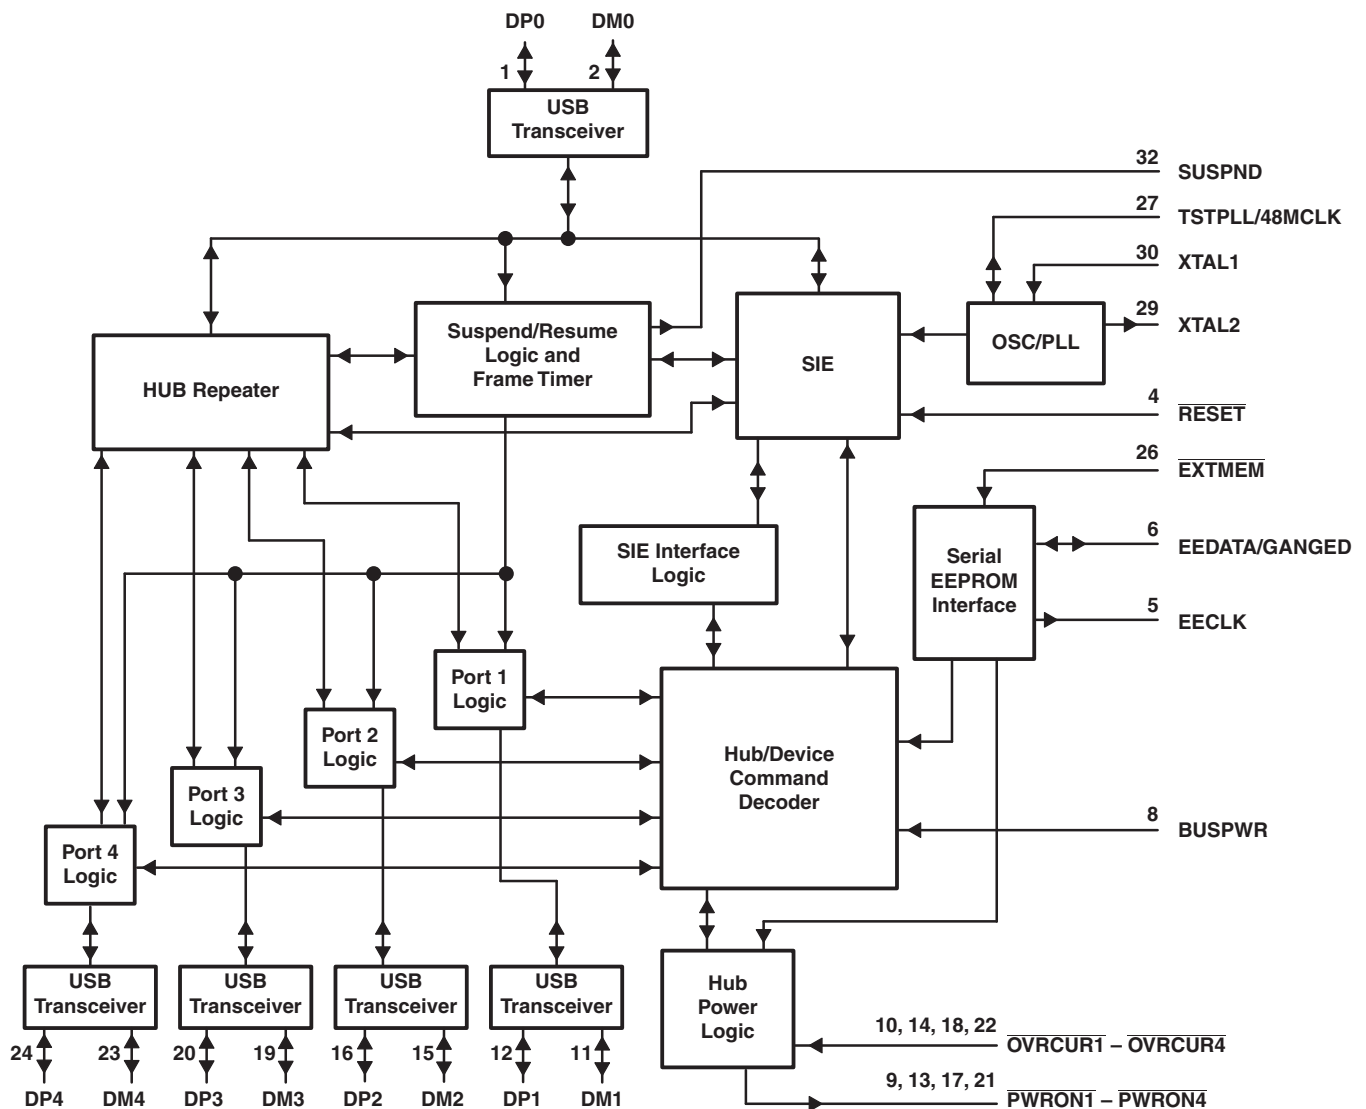 DP0 DM0
1 2
USB
Transceiver
32 SUSPND
27 TSTPLL/48MCLK
30 XTAL1
29 XTAL2
Suspend/Resume
Logic and
Frame Timer
SIE
OSC/PLL
HUB Repeater
4 RESET
26 EXTMEM
SIE Interface
Logic
Serial
EEPROM
Interface
6 EEDATA/GANGED
5 EECLK
Port 1
Logic
Port 2
Logic
Port 3
Logic
Port 4
Logic
Hub/Device
Command
Decoder
8 BUSPWR
USB
Transceiver
USB
Transceiver
USB
Transceiver
USB
Transceiver
Hub
Power
Logic
24 23 20 19 16 15 12 11
DP4 DM4 DP3 DM3 DP2 DM2 DP1 DM1
10, 14, 18, 22 OVRCUR1 – OVRCUR4
9, 13, 17, 21 PWRON1 – PWRON4